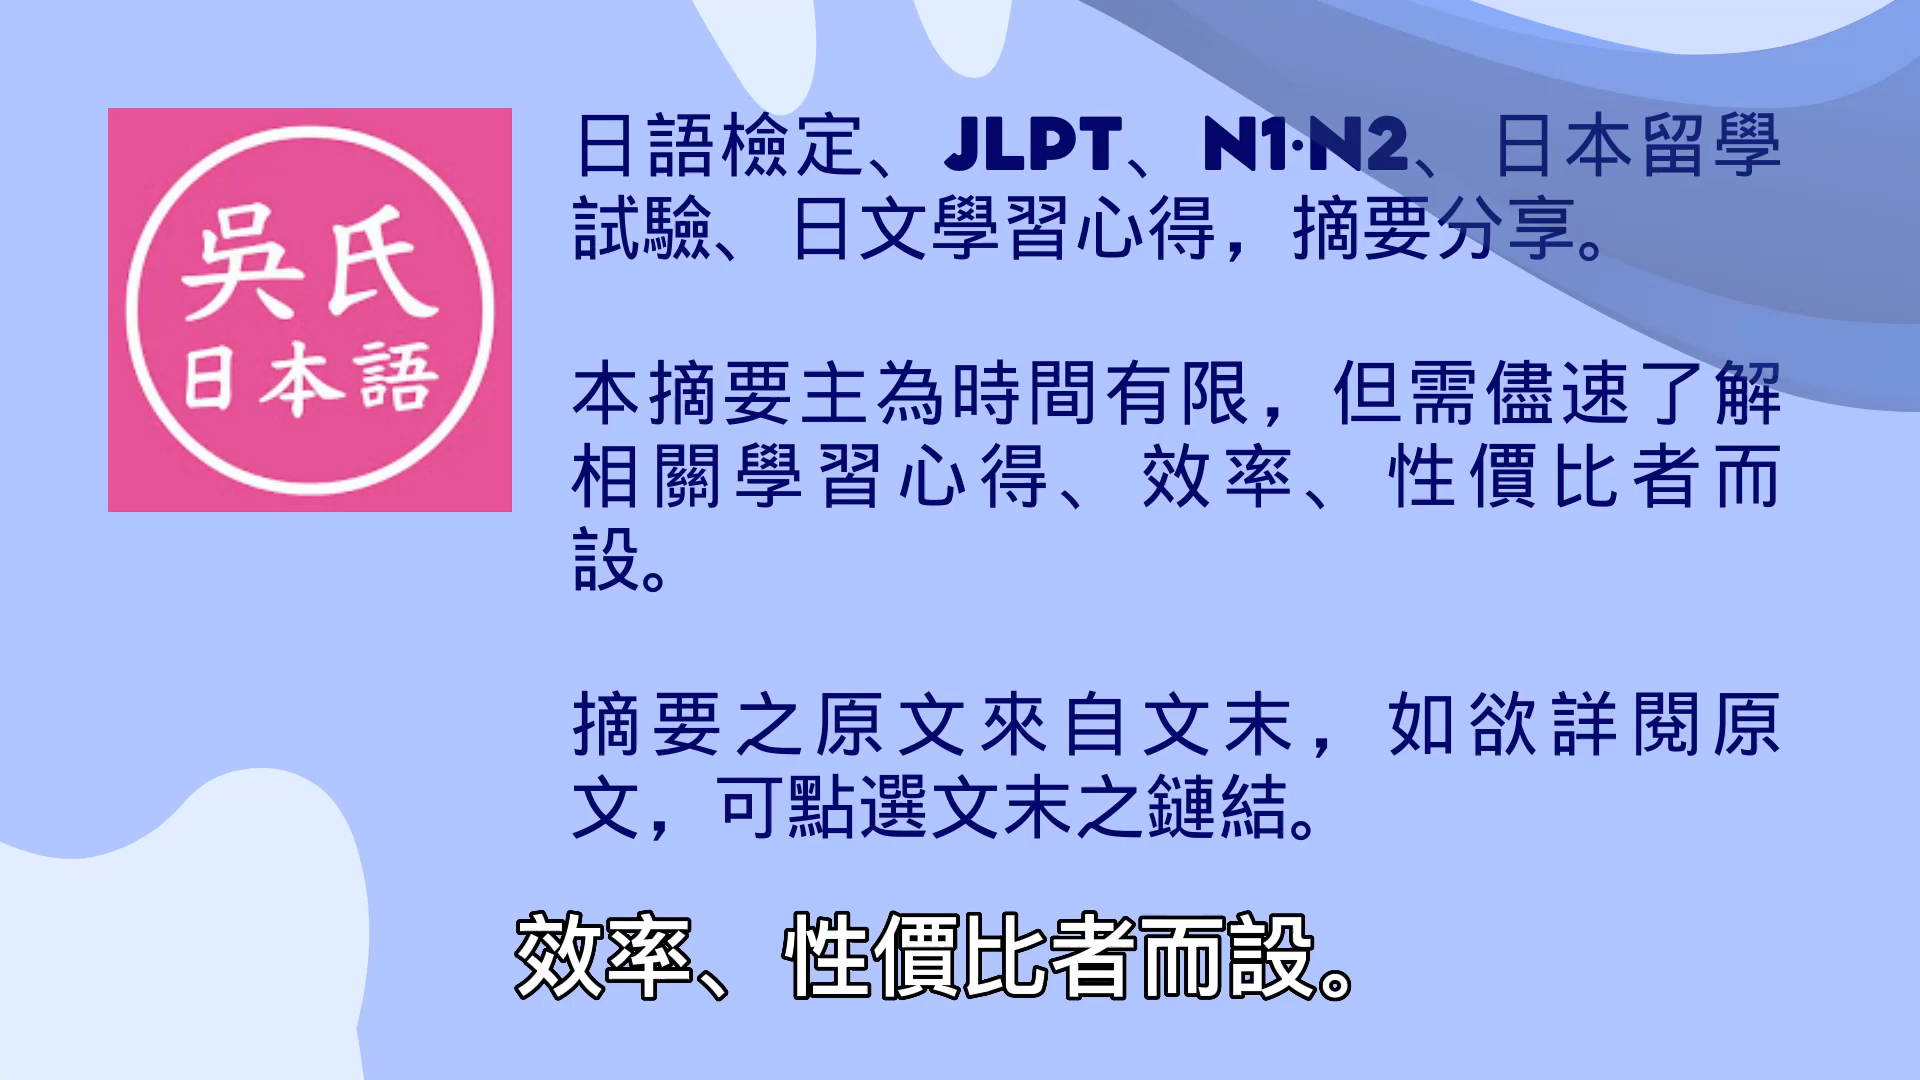 吳氏
日本語
日語檢定、JLPT、N1·N2、日本留學
試驗、日文學習心得，摘要分享。
本摘要主為時間有限，但需儘速了解
相關學習心得、效率、性價比者而
設。
摘要之原文來自文末，如欲詳閱原
文，可點選文末之鏈結。
效率、性價比者而設。